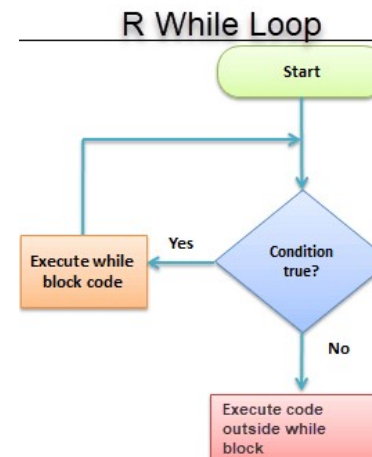 R While Loop
Start
Yes
Condition
true?
Execute while
block code
No
Execute code
outside while
block